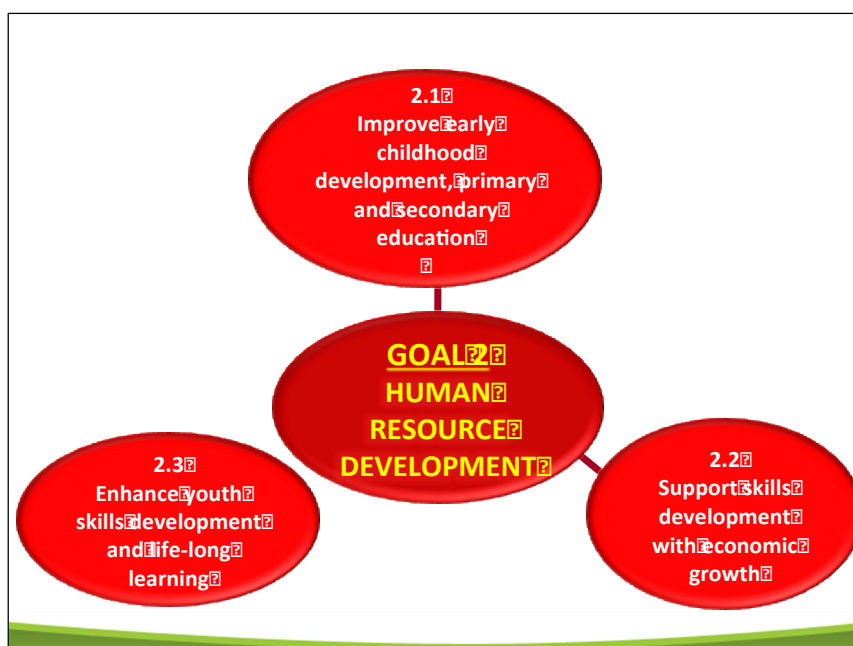 2.1
Improve early
childhood
development, primary
and secondary
education
GOAL 2
HUMAN
RESOURCE
DEVELOPMENT
2.2
Support skills
development
with economic
growth
2.3
Enhance youth
skills development
and life-long
learning